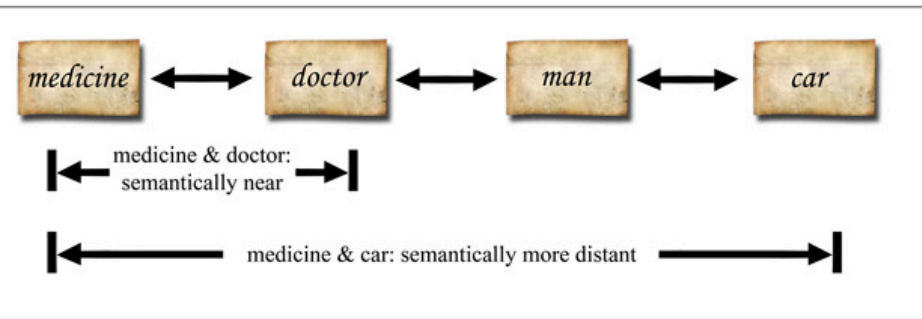 medicine
doctor
man
car
medicine & doctor:
semantically near
medicine & car: semantically more distant